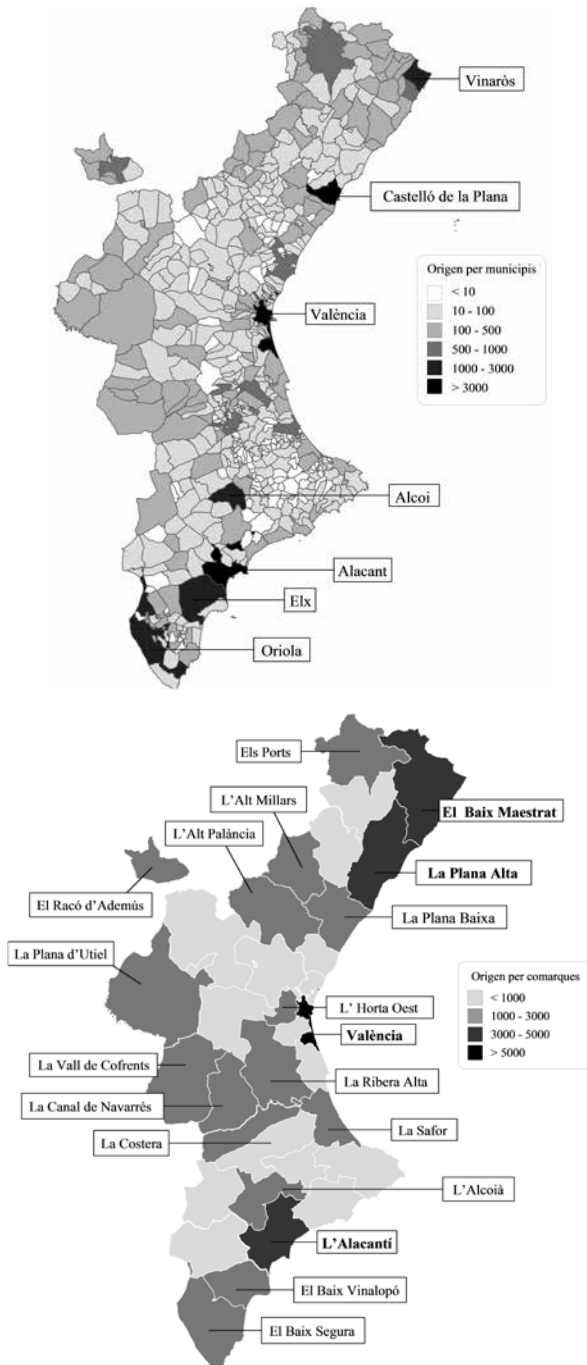 Vinaròs
Castelló de la Plana
Origen per municipis
< 10
10 - 100
100 - 500
500 - 1000
1000 - 3000
> 3000
València
Alcoi
Alacant
Elx
Oriola
Els Ports
L'Alt Millars
El Baix Maestrat
L'Alt Palància
La Plana Alta
El Racó d'Ademús
La Plana Baixa
La Plana d'Utiel
Origen per comarques
< 1000
1000 - 3000
3000 - 5000
> 5000
L' Horta Oest
València
La Vall de Cofrents
La Ribera Alta
La Canal de Navarrés
La Safor
La Costera
L'Alcoià
L'Alacantí
El Baix Vinalopó
El Baix Segura